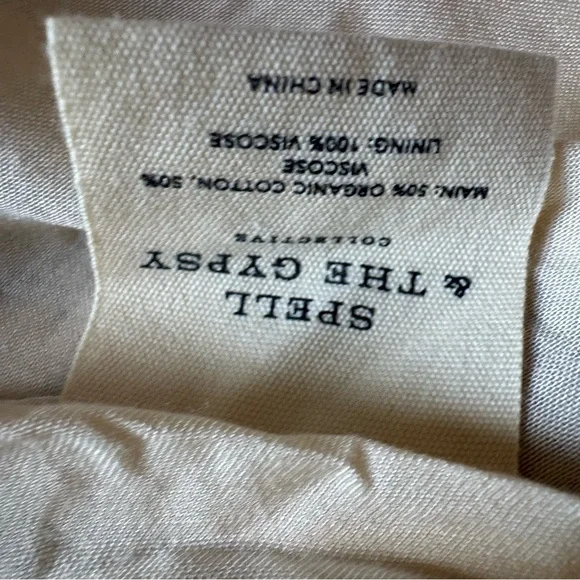 SPELL
& THE GYPSY
COLLECTIVE
MAIN: 50% ORGANIC COTTON, 50%
VISCOSE
LINING: 100% VISCOSE
MADE IN CHINA